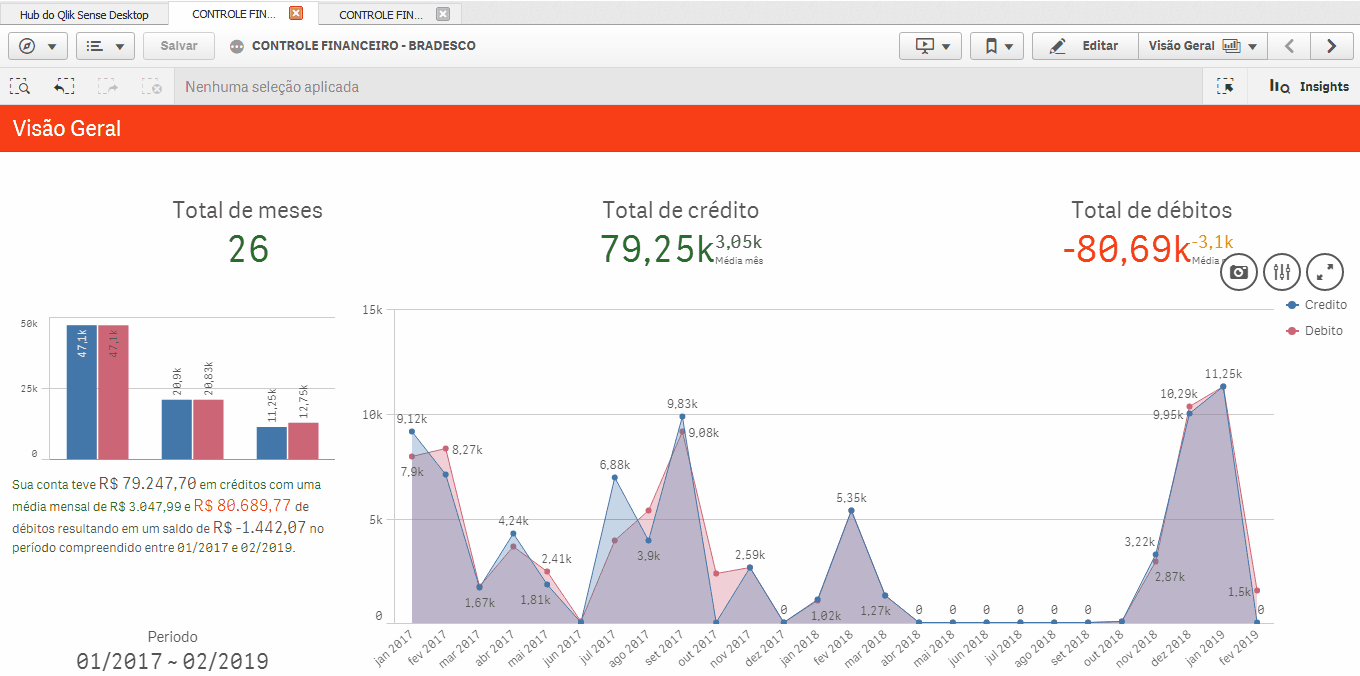 Hub do Qlik Sense Desktop
CONTROLE FIN...
CONTROLE FIN...
Salvar
CONTROLE FINANCEIRO - BRADESCO
Editar
Visão Geral
Nenhuma seleção aplicada
Insights
Visão Geral
Total de meses
26
Total de crédito
79,25k
3,05k
Média mês
Total de débitos
-80,69k
-3,1k
Média
50k
25k
0
47,1k
47,1k
20,9k
20,83k
11,25k
12,75k
Sua conta teve R$ 79.247,70 em créditos com uma
média mensal de R$ 3.047,99 e R$ 80.689,77 de
débitos resultando em um saldo de R$ -1.442,07 no
período compreendido entre 01/2017 e 02/2019.
Periodo
01/2017 ~ 02/2019
Credito
Debito
15k
10k
5k
0
9,12k
7,9k
8,27k
1,67k
4,24k
1,81k
2,41k
6,88k
3,9k
9,83k
9,08k
2,59k
0
1,02k
5,35k
1,27k
0
0
0
0
0
0
3,22k
2,87k
10,29k
9,95k
11,25k
1,5k
0
jan 2017
fev 2017
mar 2017
abr 2017
mai 2017
jun 2017
jul 2017
ago 2017
set 2017
out 2017
nov 2017
dez 2017
jan 2018
fev 2018
mar 2018
abr 2018
mai 2018
jun 2018
jul 2018
ago 2018
set 2018
out 2018
nov 2018
dez 2018
jan 2019
fev 2019